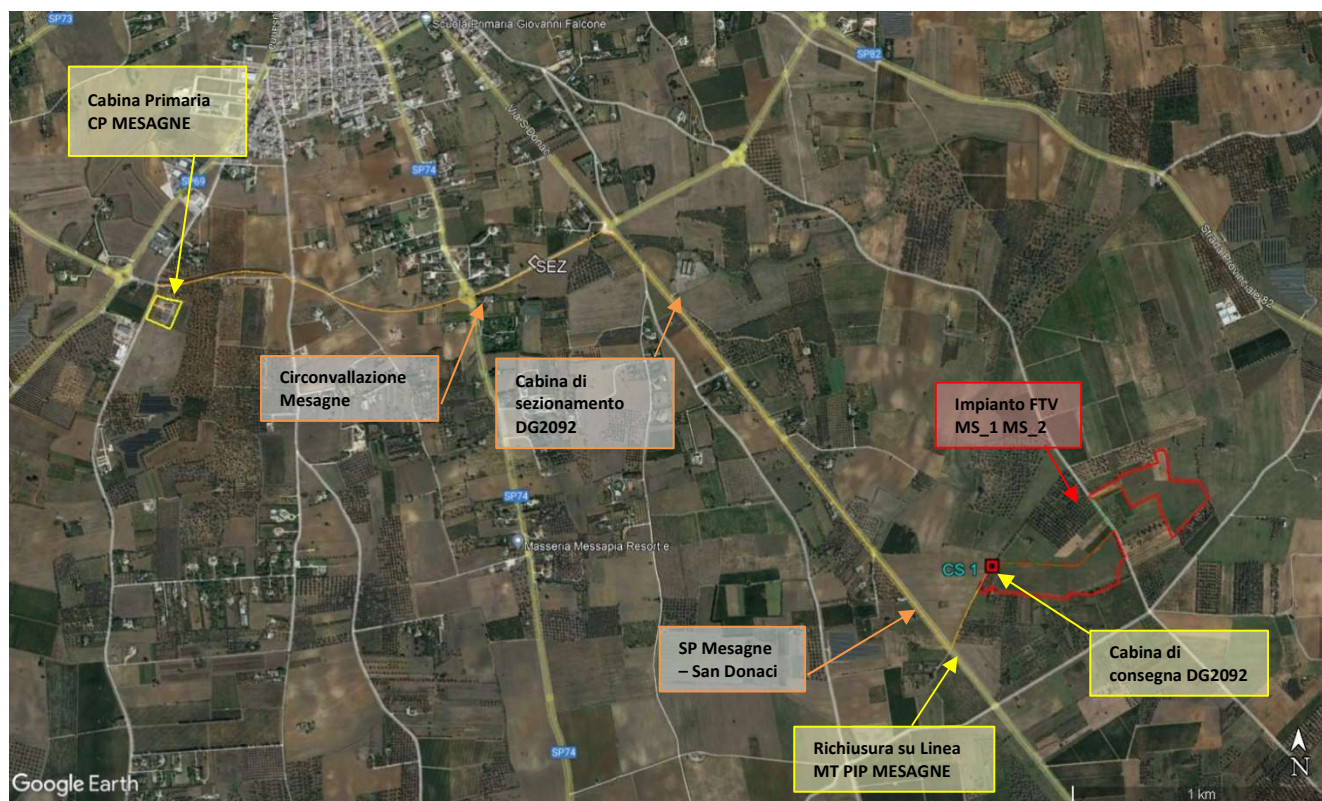 SP73
Scuola Primaria Giovanni Falcone
SP82
Cabina Primaria
CP MESAGNE
Via S. Donaci
SP74
SP69
Strada Provinciale 82
SEZ
Circonvallazione
Mesagne
Cabina di
sezionamento
DG2092
Impianto FTV
MS_1 MS_2
SP74
Masseria Messapia Resort e
CS 1
SP Mesagne
– San Donaci
Cabina di
consegna DG2092
Richiusura su Linea
MT PIP MESAGNE
SP74
N
Google Earth
1 km